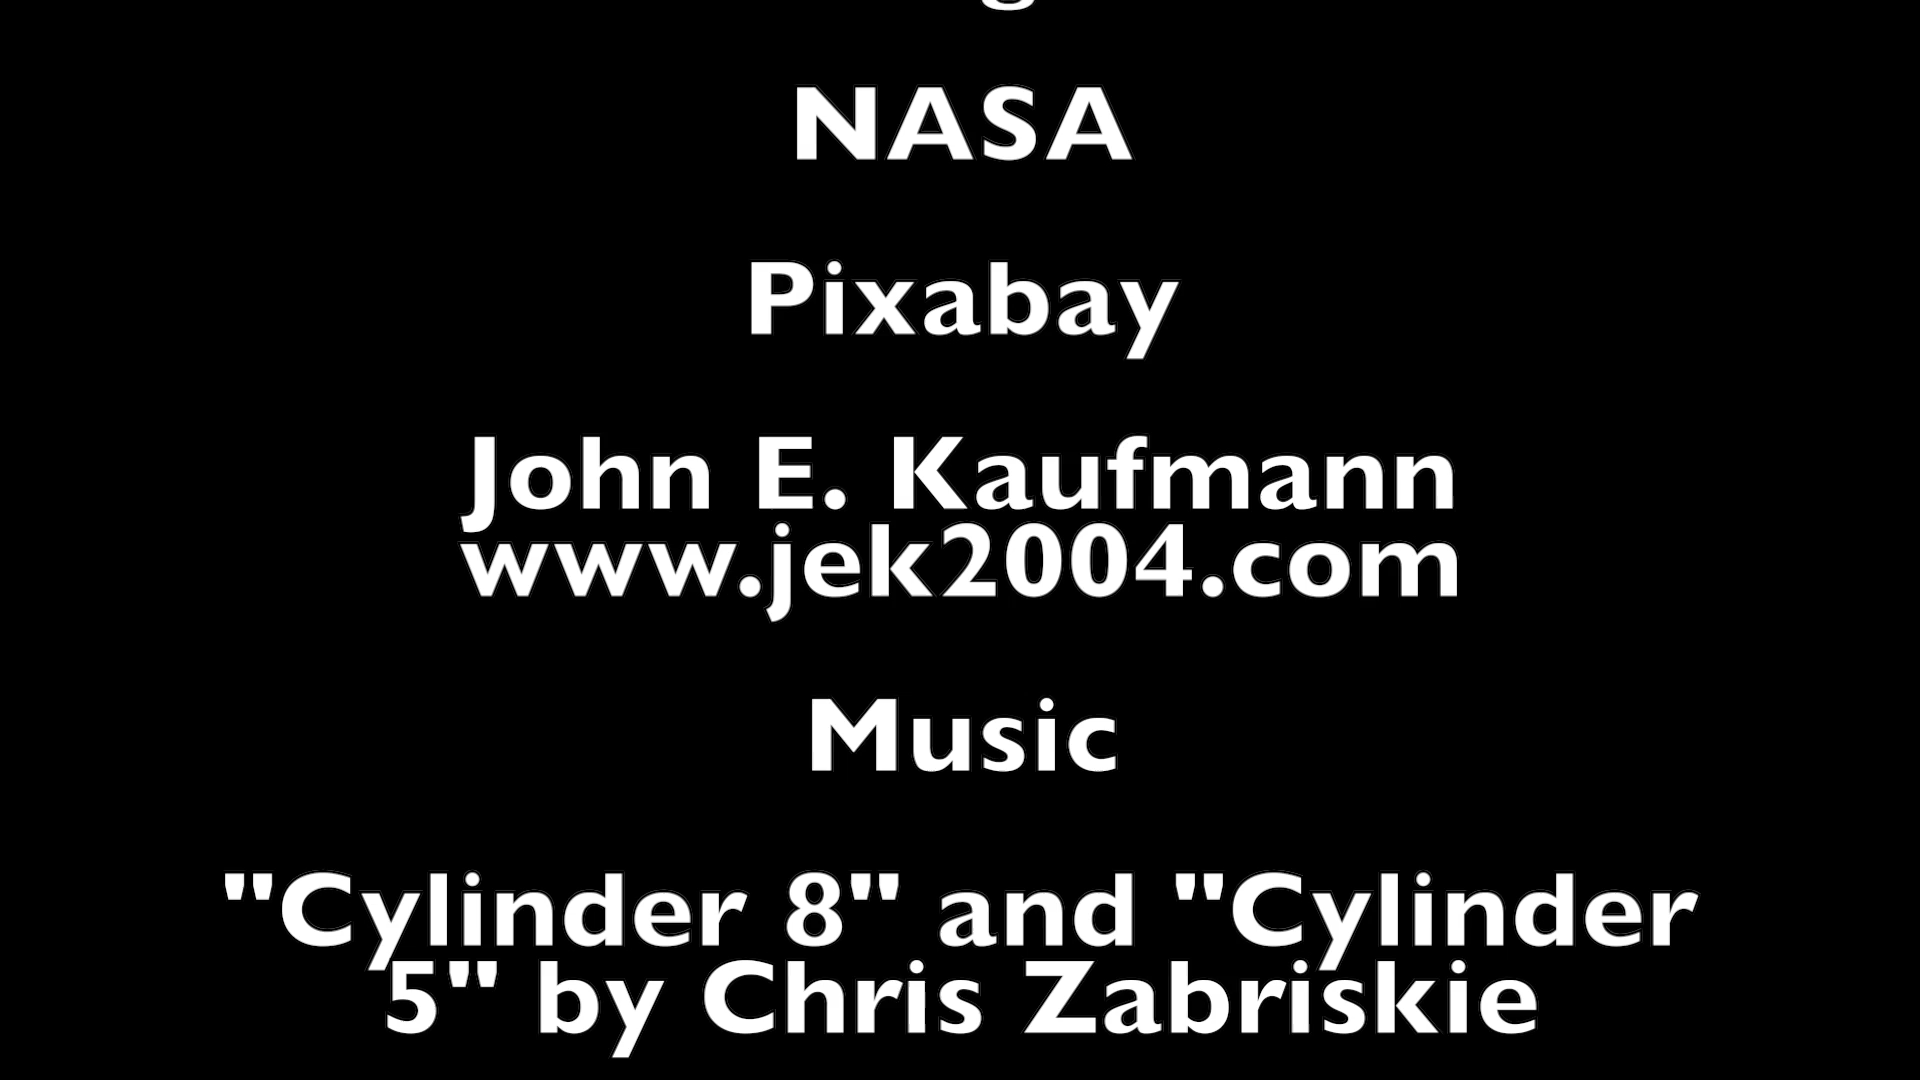 NASA
Pixabay
John E. Kaufmann
www.jek2004.com
Music
"Cylinder 8" and "Cylinder
5" by Chris Zabriskie